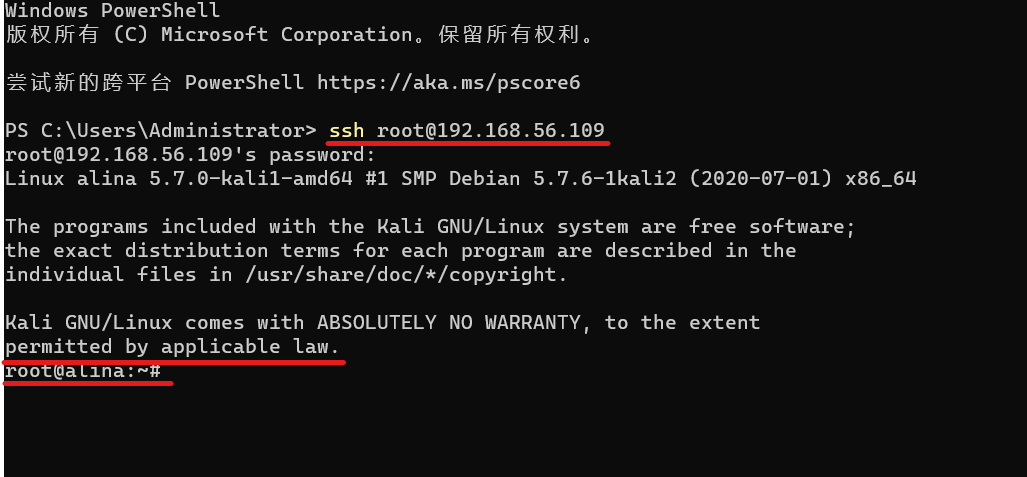 Windows PowerShell
版权所有 (C) Microsoft Corporation。保留所有权利。
尝试新的跨平台 PowerShell https://aka.ms/pscore6
PS C:\Users\Administrator> ssh root@192.168.56.109
root@192.168.56.109's password:
Linux alina 5.7.0-kali1-amd64 #1 SMP Debian 5.7.6-1kali2 (2020-07-01) x86_64
The programs included with the Kali GNU/Linux system are free software;
the exact distribution terms for each program are described in the
individual files in /usr/share/doc/*/copyright.
Kali GNU/Linux comes with ABSOLUTELY NO WARRANTY, to the extent
permitted by applicable law.
root@alina:~#